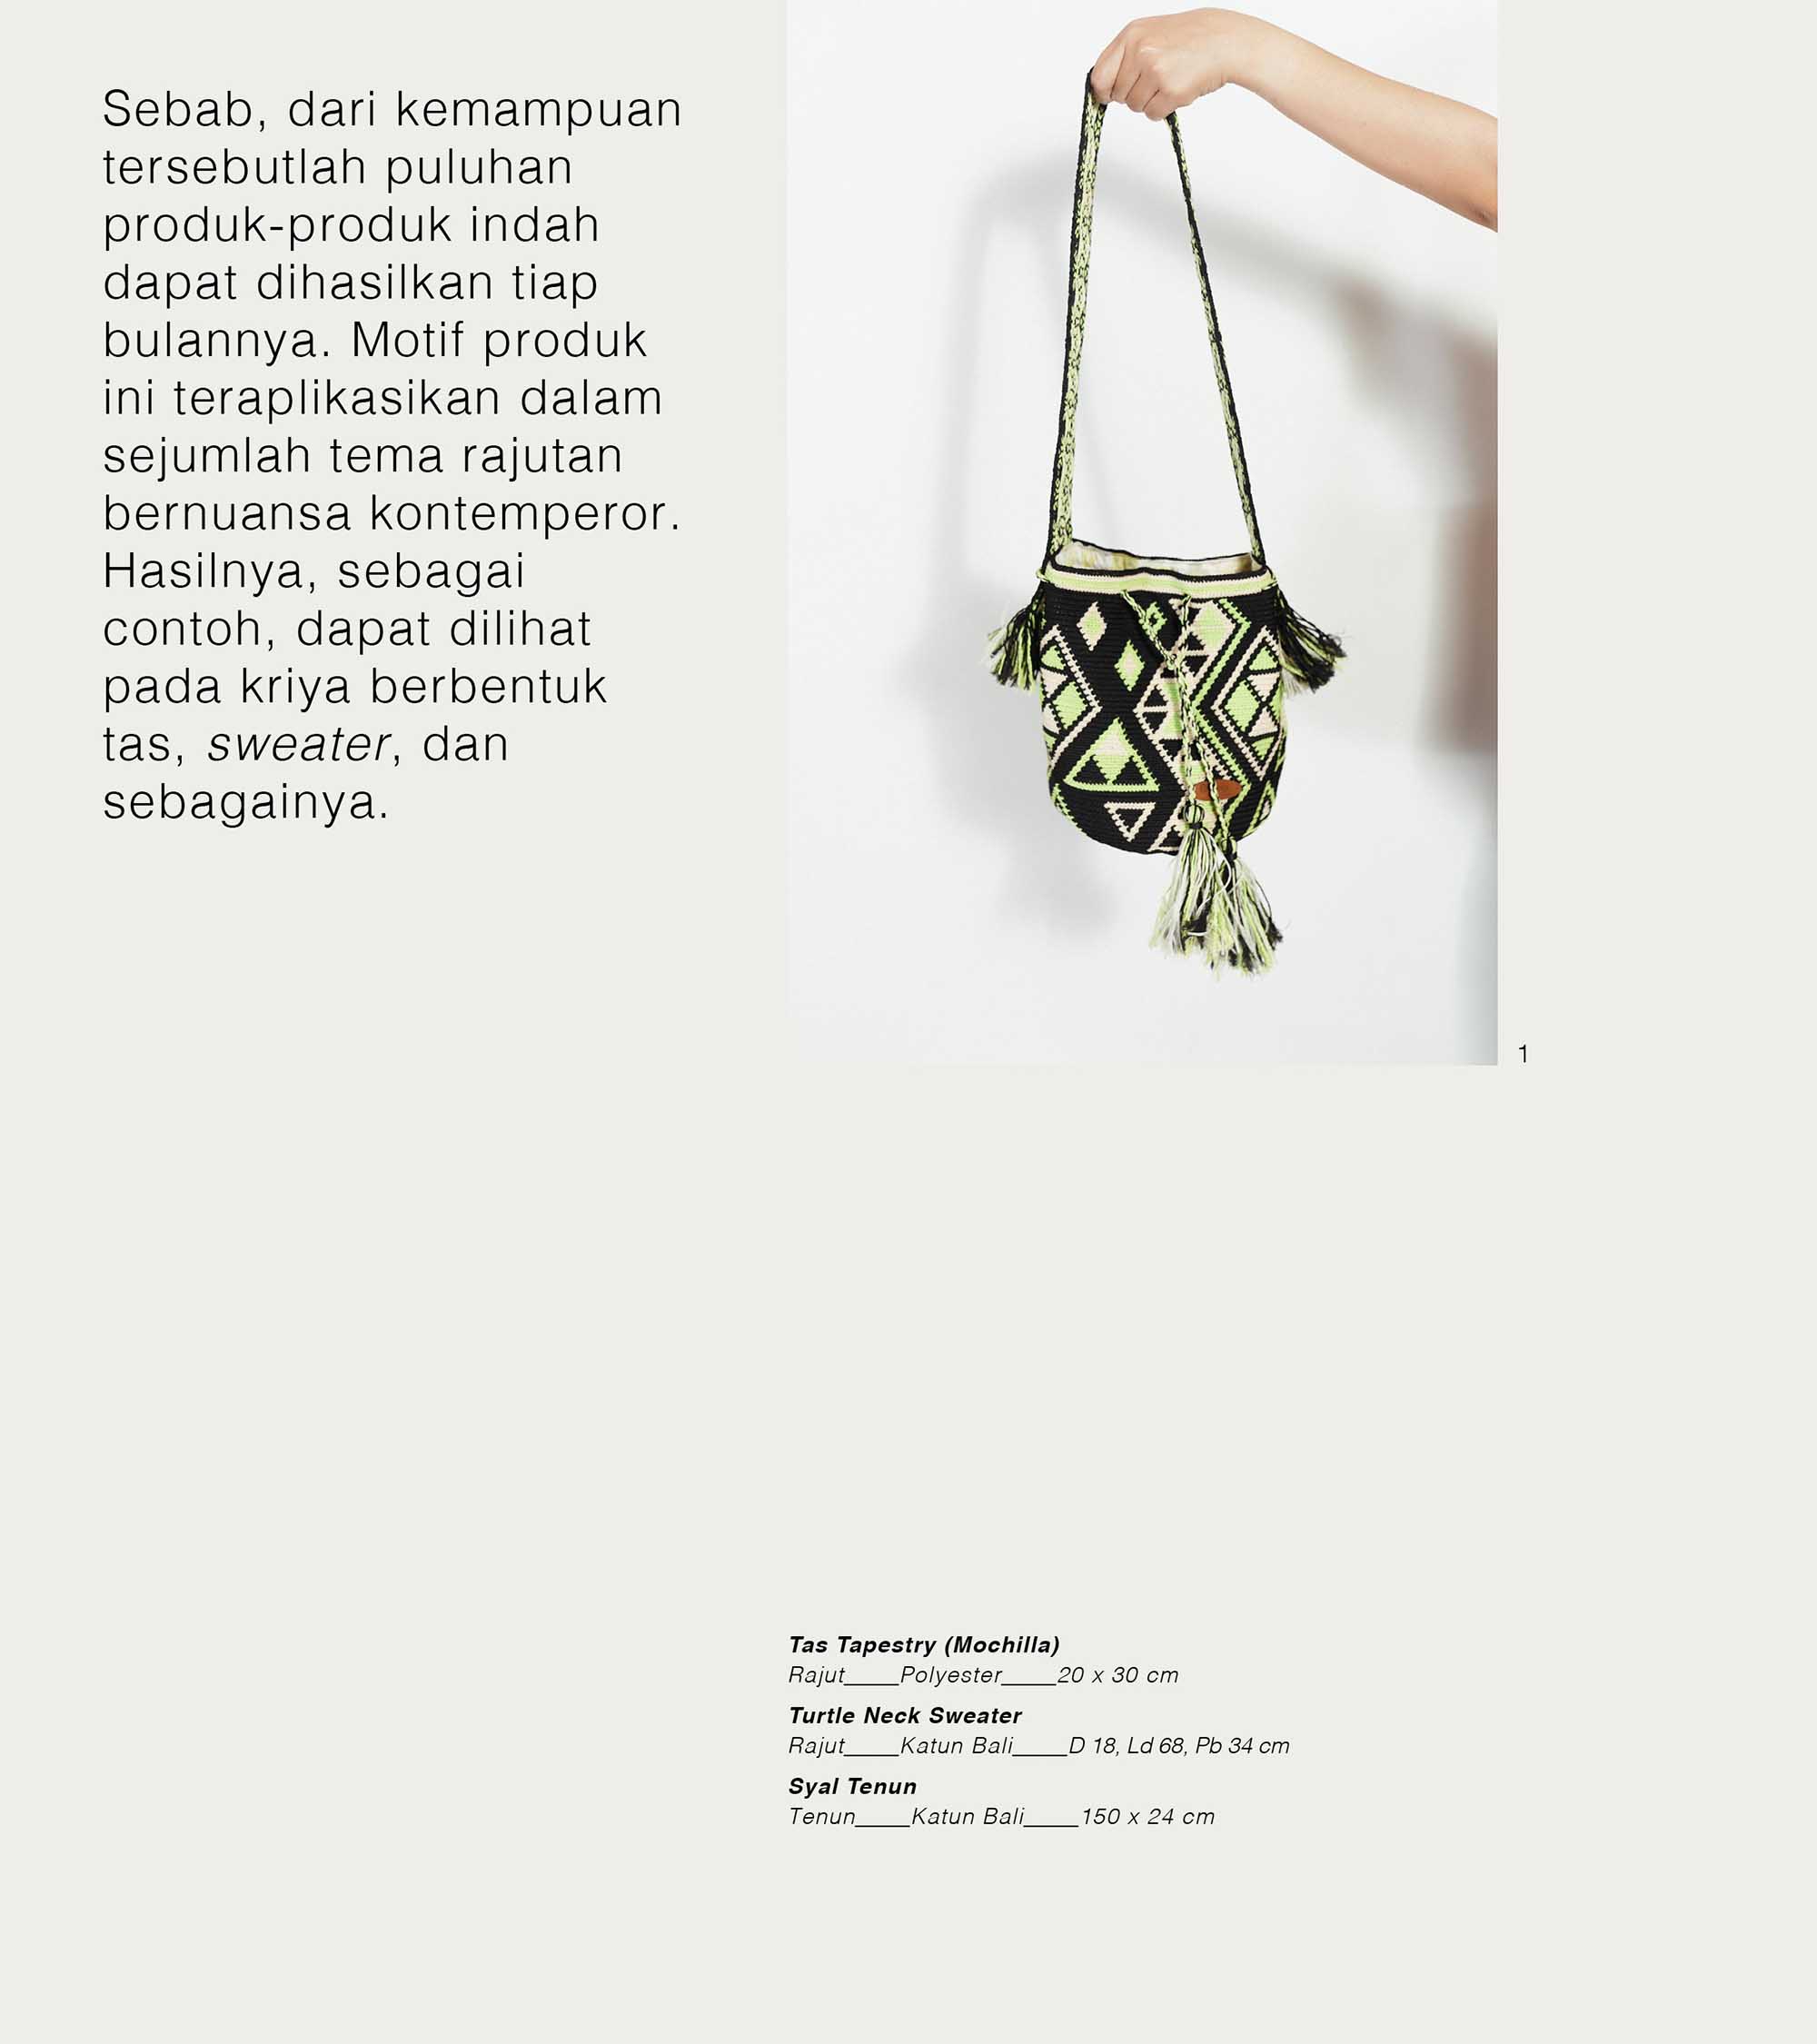 Sebab, dari kemampuan
tersebutlah puluhan
produk-produk indah
dapat dihasilkan tiap
bulannya. Motif produk
ini teraplikasikan dalam
sejumlah tema rajutan
bernuansa kontemperor.
Hasilnya, sebagai
contoh, dapat dilihat
pada kriya berbentuk
tas, sweater, dan
sebagainya.
1
Tas Tapestry (Mochilla)
Rajut____Polyester____20 x 30 cm
Turtle Neck Sweater
Rajut____Katun Bali____D 18, Ld 68, Pb 34 cm
Syal Tenun
Tenun____Katun Bali____150 x 24 cm